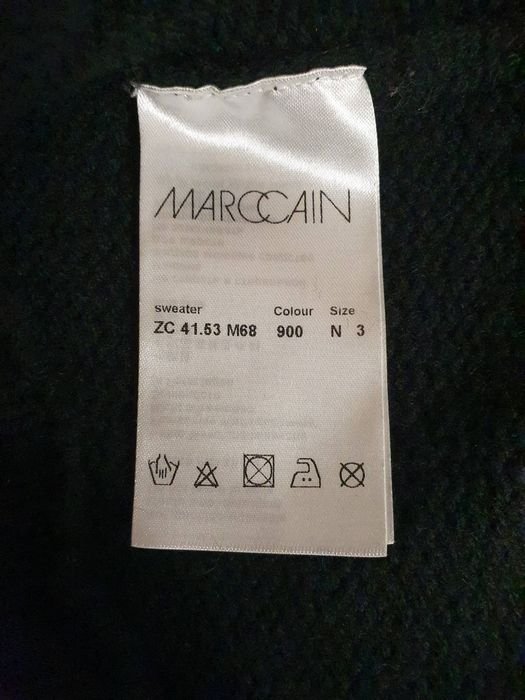 MARCCAIN
sweater Colour Size
ZC 41.53 M68 900 N 3